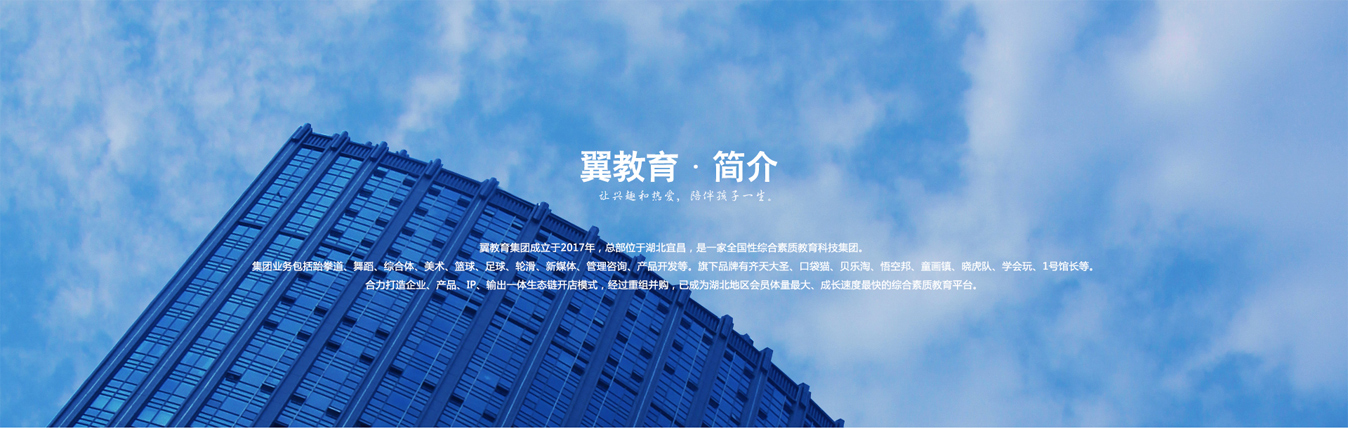 翼教育·简介
让兴趣和热爱，陪伴孩子一生。
翼教育集团成立于2017年，总部位于湖北宜昌，是一家全国性综合素质教育科技集团。
集团业务包括跆拳道、舞蹈、综合体、美术、篮球、足球、轮滑、新媒体、管理咨询、产品开发等。旗下品牌有齐天大圣、口袋猫、贝乐淘、悟空邦、童画镇、晓虎队、学会玩、1号馆长等。
合力打造企业、产品、IP、输出一体生态链开店模式，经过重组并购，已成为湖北地区会员体量最大、成长速度最快的综合素质教育平台。